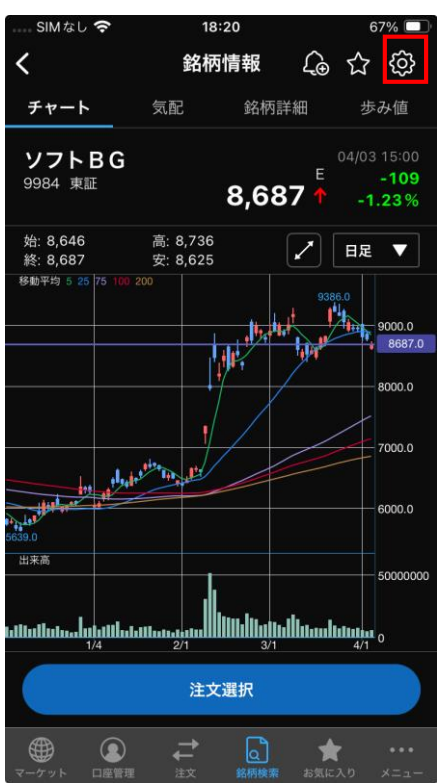 SIMなし 18:20 67%
銘柄情報
チャート 気配 銘柄詳細 歩み値
ソフトＢＧ
9984 東証
04/03 15:00
E
8,687 ↑
-109
-1.23%
始: 8,646 高: 8,736
終: 8,687 安: 8,625
日足 ▼
移動平均 5 25 75 100 200
9386.0
9000.0
8687.0
8000.0
7000.0
6000.0
5639.0
出来高
50000000
0
1/4 2/1 3/1 4/1
注文選択
マーケット 口座管理 注文 銘柄検索 お気に入り メニュー